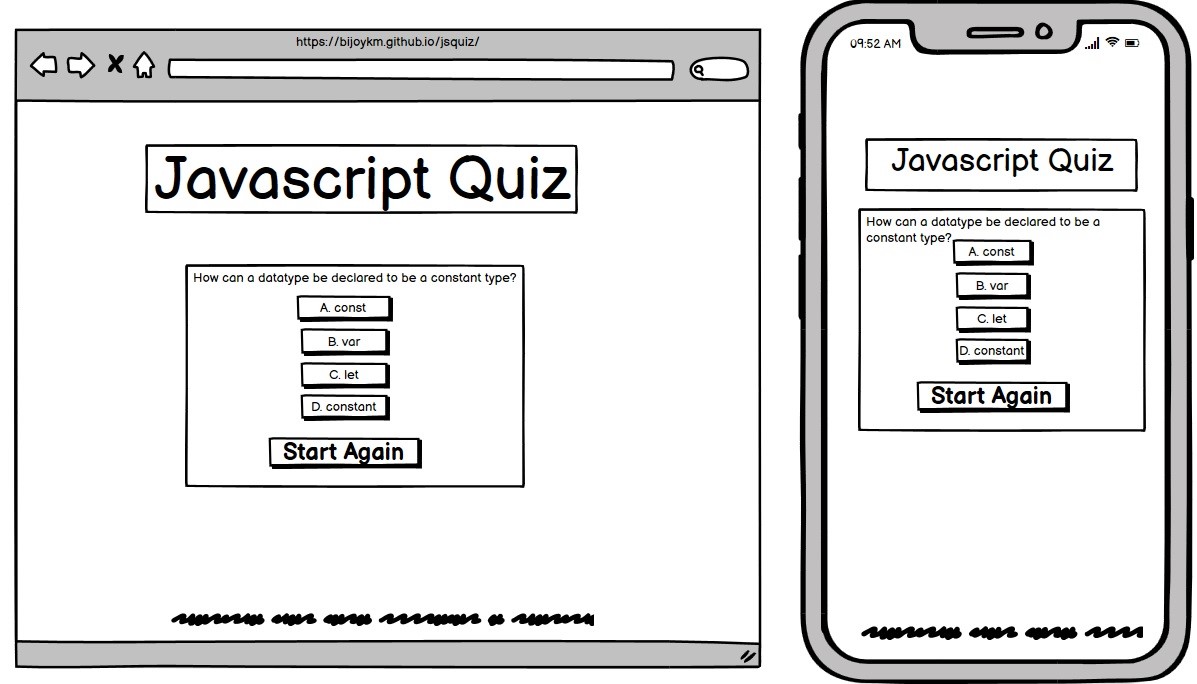 https://bijoykm.github.io/jsquiz/
Javascript Quiz
How can a datatype be declared to be a constant type?
A. const
B. var
C. let
D. constant
Start Again
09:52 AM
Javascript Quiz
How can a datatype be declared to be a
constant type?
A. const
B. var
C. let
D. constant
Start Again